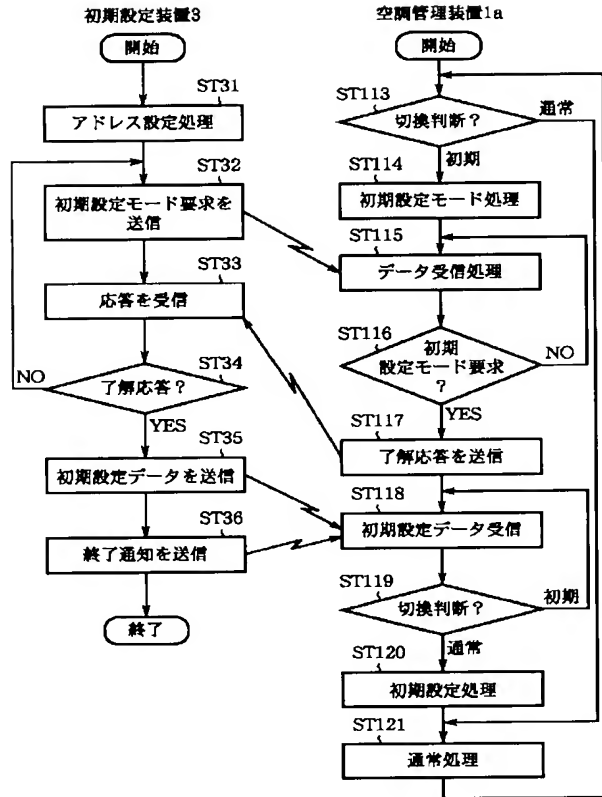 初期設定装置3
開始
ST31
アドレス設定処理
ST32
初期設定モード要求を
送信
ST33
応答を受信
ST34
NO
了解応答？
YES
ST35
初期設定データを送信
ST36
終了通知を送信
終了
空調管理装置1a
開始
ST113
通常
切換判断？
初期
ST114
初期設定モード処理
ST115
データ受信処理
ST116
初期
設定モード要求
？
NO
YES
ST117
了解応答を送信
ST118
初期設定データ受信
ST119
切換判断？
初期
通常
ST120
初期設定処理
ST121
通常処理